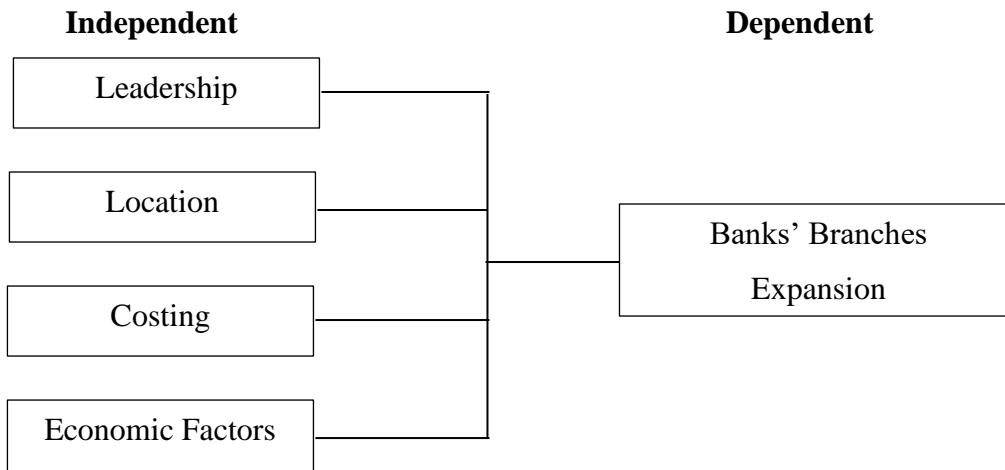 Independent
Dependent
Leadership
Location
Banks’ Branches
Expansion
Costing
Economic Factors